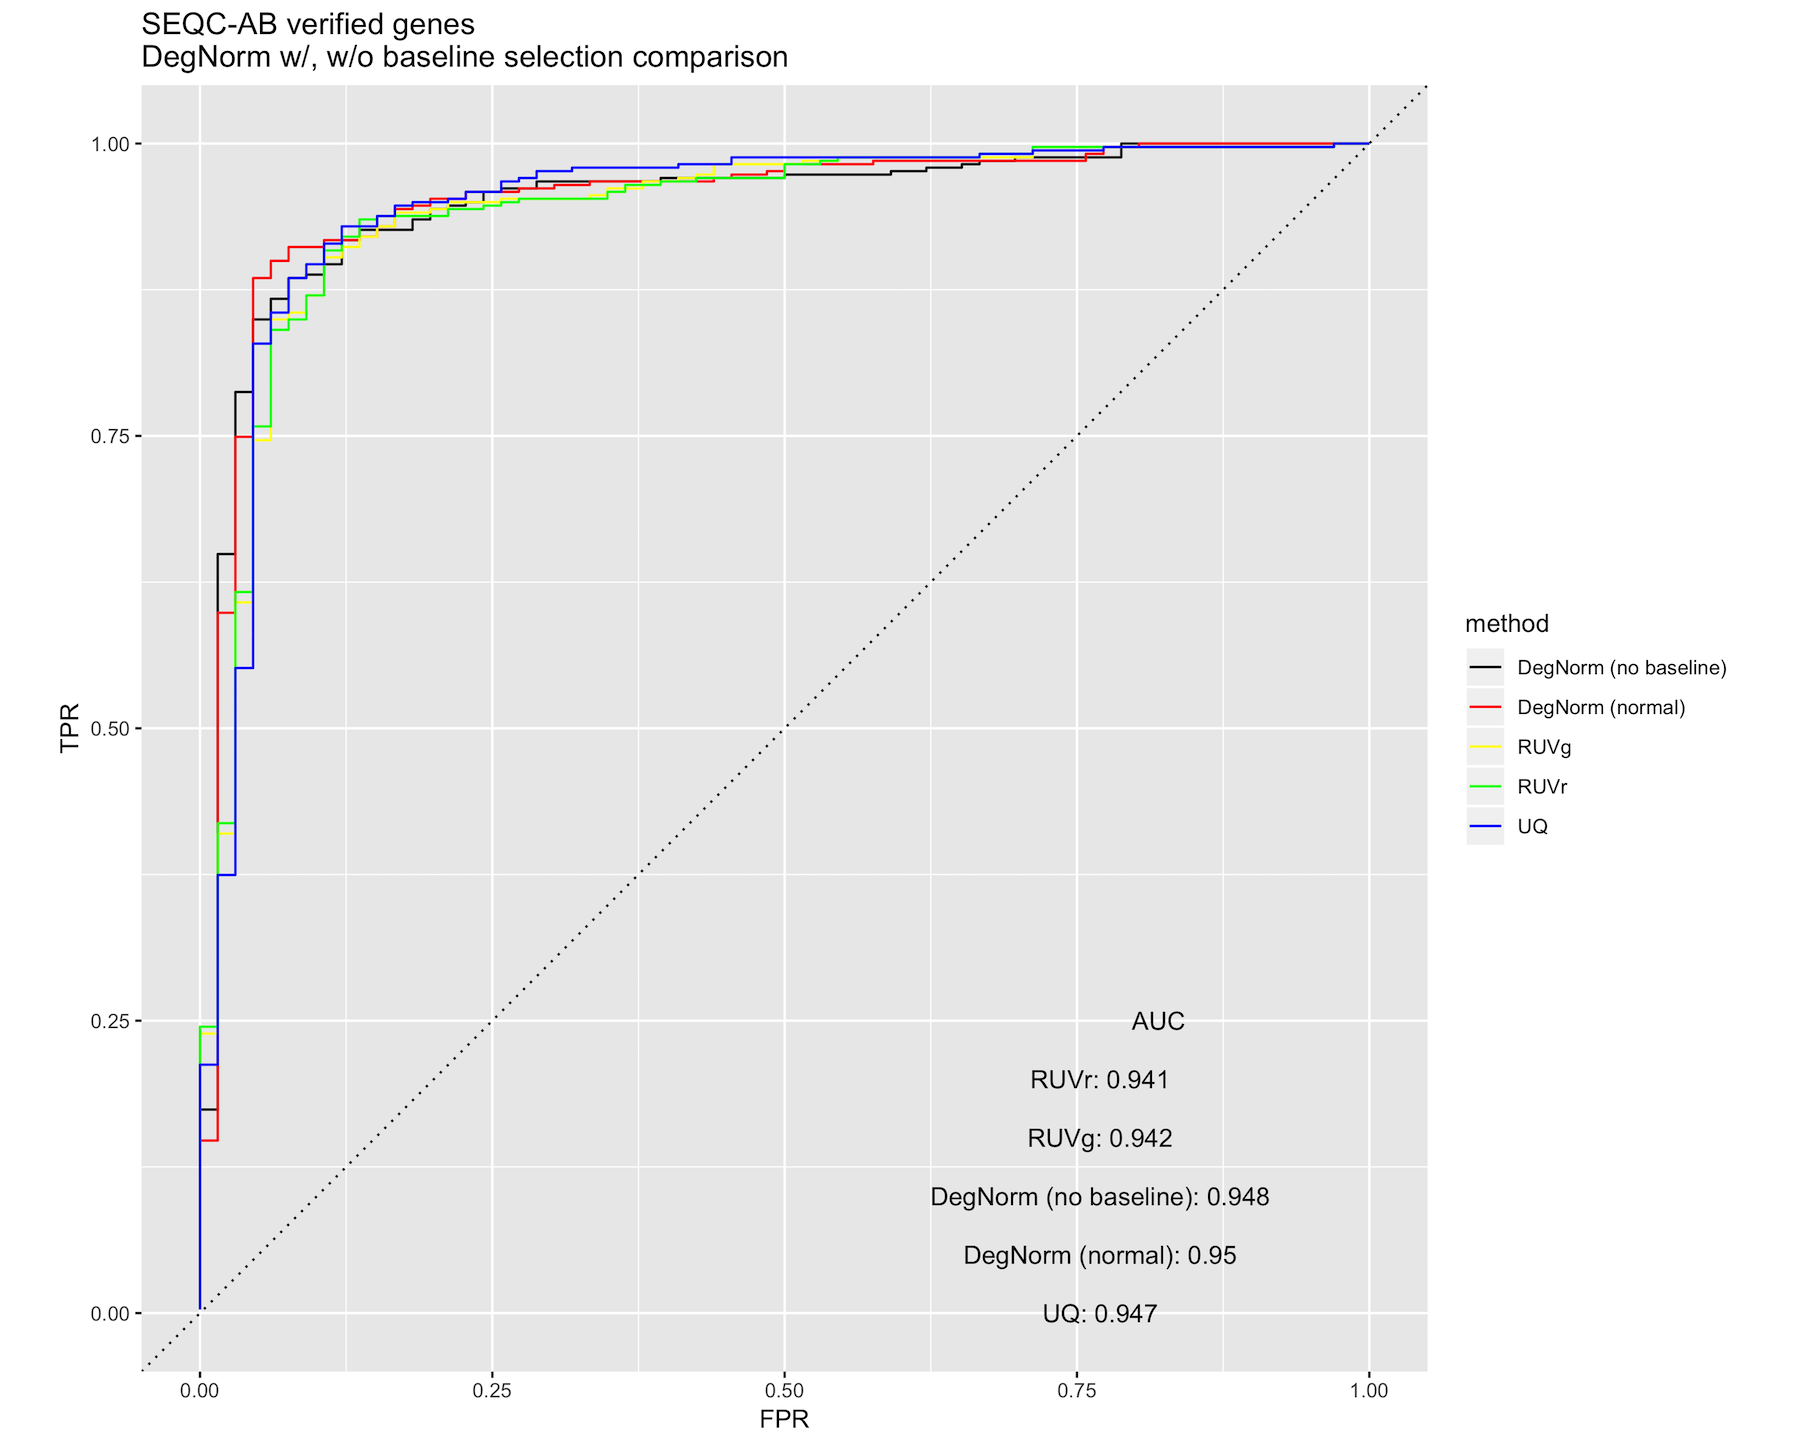 SEQC-AB verified genes
DegNorm w/, w/o baseline selection comparison
1.00
0.75
0.50
0.25
0.00
TPR
0.00
0.25
0.50
0.75
1.00
FPR
AUC
RUVr: 0.941
RUVg: 0.942
DegNorm (no baseline): 0.948
DegNorm (normal): 0.95
UQ: 0.947
method
DegNorm (no baseline)
DegNorm (normal)
RUVg
RUVr
UQ